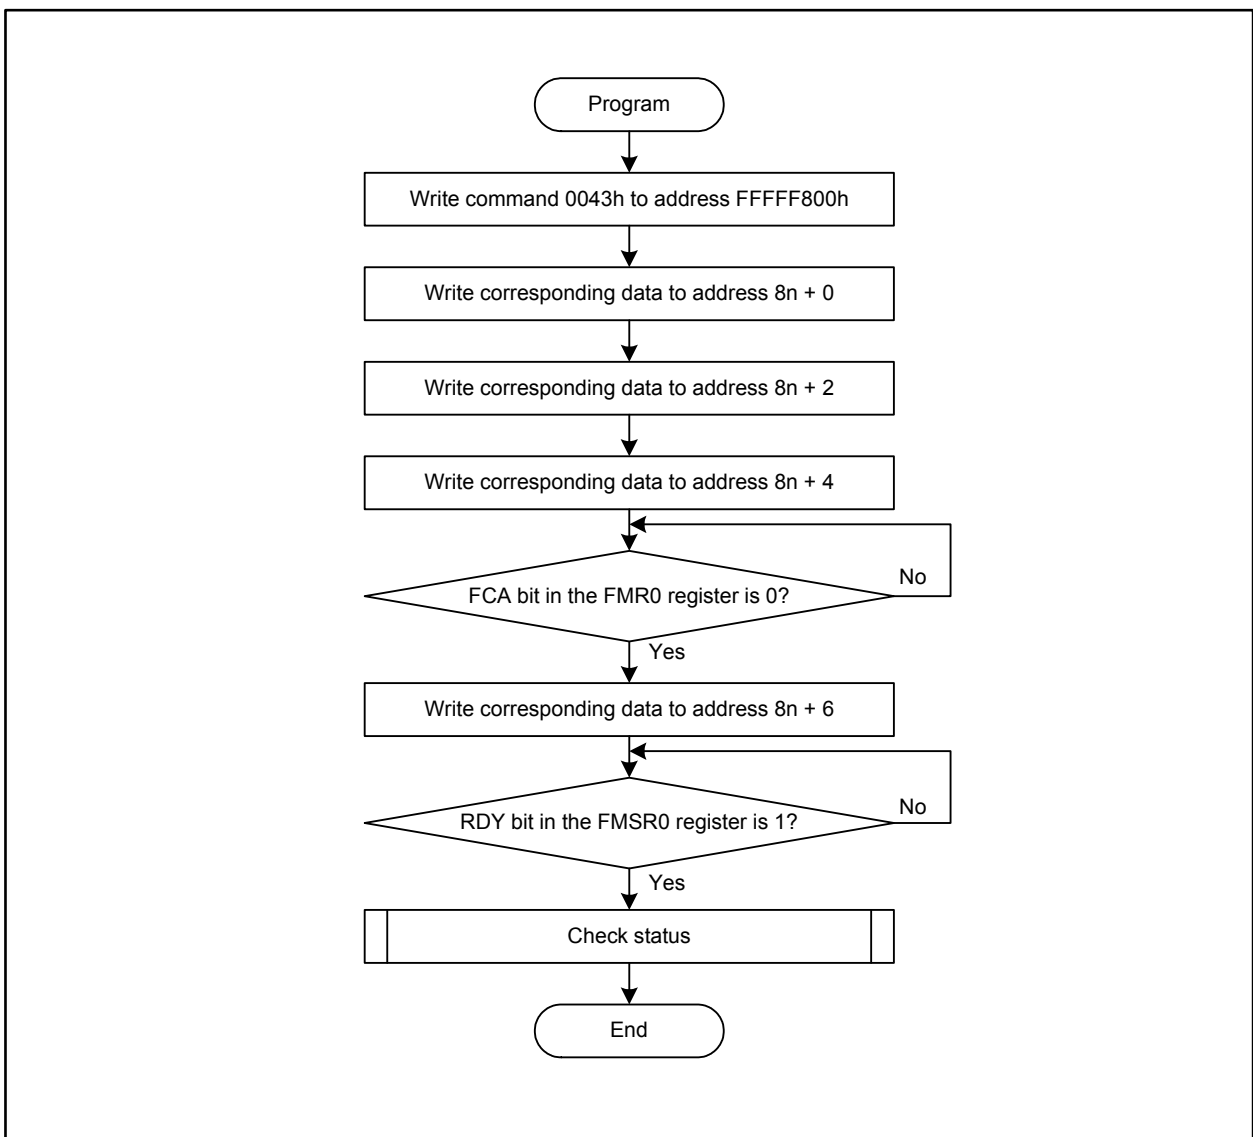 Program
Write command 0043h to address FFFFF800h
Write corresponding data to address 8n + 0
Write corresponding data to address 8n + 2
Write corresponding data to address 8n + 4
No
FCA bit in the FMR0 register is 0?
Yes
Write corresponding data to address 8n + 6
No
RDY bit in the FMSR0 register is 1?
Yes
Check status
End